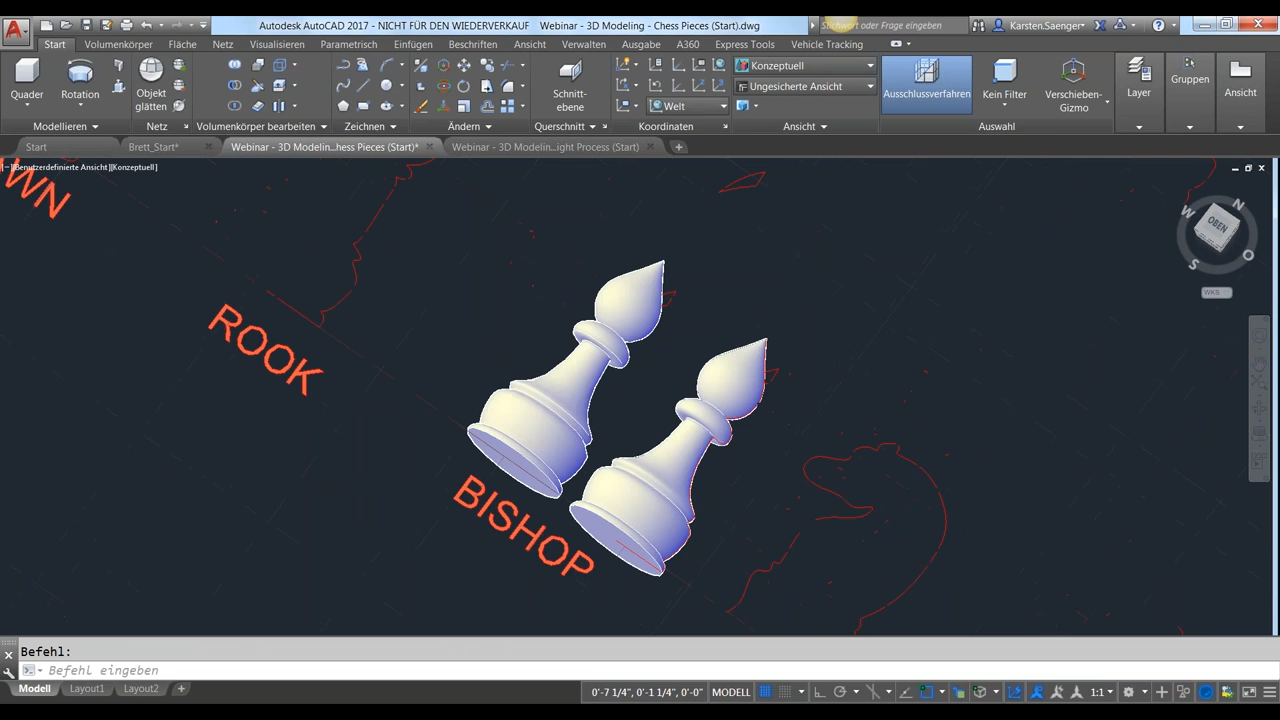 Autodesk AutoCAD 2017 - NICHT FÜR DEN WIEDERVERKAUF Webinar - 3D Modeling - Chess Pieces (Start).dwg
Stichwort oder Frage eingeben
Karsten.Saenger
Start Volumenkörper Fläche Netz Visualisieren Parametrisch Einfügen Beschriften Ansicht Verwalten Ausgabe A360 Express Tools Vehicle Tracking
Quader
Rotation
Objekt
glätten
Schnitt-
ebene
Welt
Konzeptuell
Ungesicherte Ansicht
Ausschlussverfahren
Kein Filter
Verschieben-
Gizmo
Layer
Gruppen
Ansicht
Modellieren Netz Volumenkörper bearbeiten Zeichnen Ändern Querschnitt Koordinaten Ansicht Auswahl
Start Brett_Start* Webinar - 3D Modelin...hess Pieces (Start)* Webinar - 3D Modelin...ight Process (Start)
[−][Benutzerdefinierte Ansicht][Konzeptuell]
WN
N
W
OBEN
S
O
WKS
ROOK
BISHOP
Befehl:
Befehl eingeben
Modell Layout1 Layout2
0'-7 1/4", 0'-1 1/4", 0'-0" MODELL 1:1